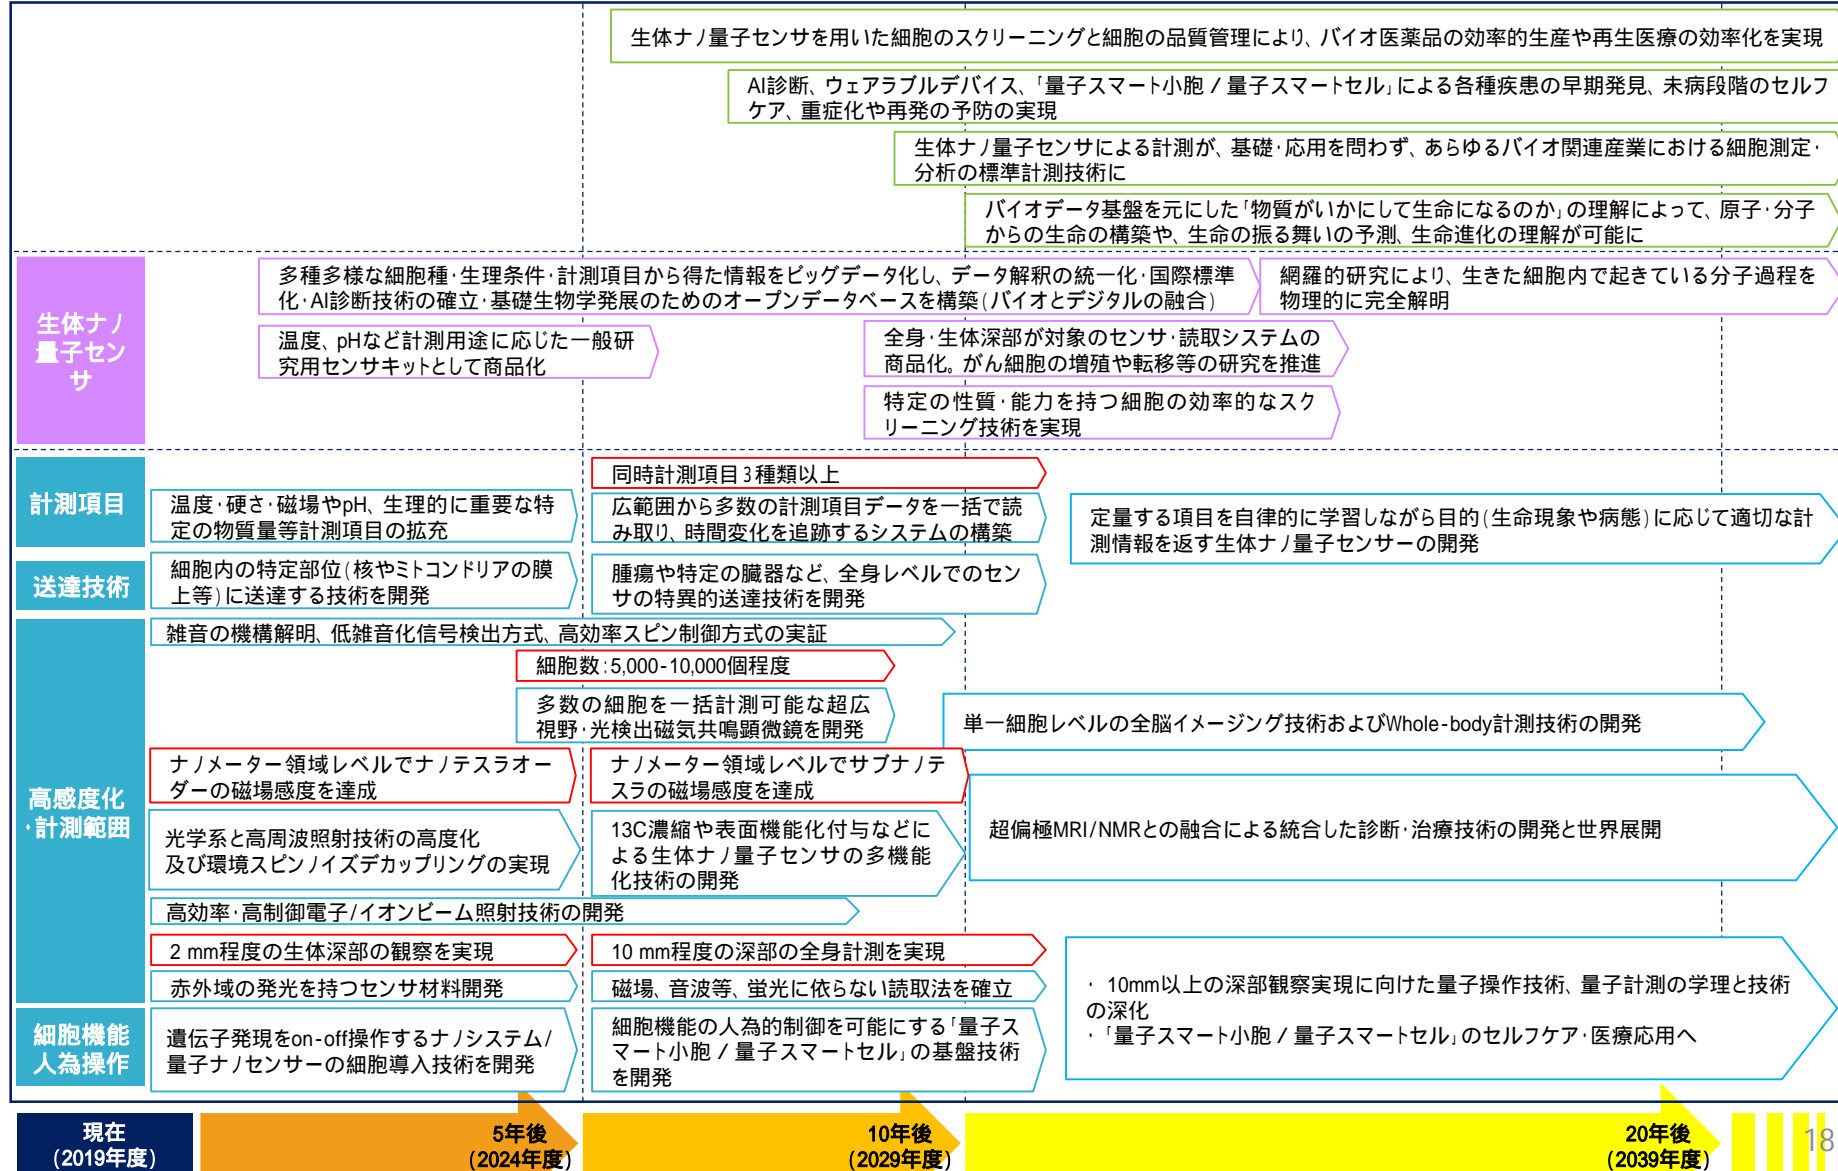 生体ナノ量子センサを用いた細胞のスクリーニングと細胞の品質管理により、バイオ医薬品の効率的生産や再生医療の効率化を実現
AI診断、ウェアラブルデバイス、「量子スマート小胞 / 量子スマートセル」による各種疾患の早期発見、未病段階のセルフ
ケア、重症化や再発の予防の実現
生体ナノ量子センサによる計測が、基礎・応用を問わず、あらゆるバイオ関連産業における細胞測定・
分析の標準計測技術に
バイオデータ基盤を元にした「物質がいかにして生命になるのか」の理解によって、原子・分子
からの生命の構築や、生命の振る舞いの予測、生命進化の理解が可能に
生体ナノ
量子セン
サ
多種多様な細胞種・生理条件・計測項目から得た情報をビッグデータ化し、データ解釈の統一化・国際標準
化・AI診断技術の確立・基礎生物学発展のためのオープンデータベースを構築(バイオとデジタルの融合)
網羅的研究により、生きた細胞内で起きている分子過程を
物理的に完全解明
温度、pHなど計測用途に応じた一般研
究用センサキットとして商品化
全身・生体深部が対象のセンサ・読取システムの
商品化。がん細胞の増殖や転移等の研究を推進
特定の性質・能力を持つ細胞の効率的なスク
リーニング技術を実現
計測項目
同時計測項目3種類以上
温度・硬さ・磁場やpH、生理的に重要な特
定の物質量等計測項目の拡充
広範囲から多数の計測項目データを一括で読
み取り、時間変化を追跡するシステムの構築
定量する項目を自律的に学習しながら目的(生命現象や病態)に応じて適切な計
測情報を返す生体ナノ量子センサーの開発
送達技術
細胞内の特定部位(核やミトコンドリアの膜
上等)に送達する技術を開発
腫瘍や特定の臓器など、全身レベルでのセン
サの特異的送達技術を開発
高感度化
・計測範囲
雑音の機構解明、低雑音化信号検出方式、高効率スピン制御方式の実証
細胞数:5,000-10,000個程度
多数の細胞を一括計測可能な超広
視野・光検出磁気共鳴顕微鏡を開発
単一細胞レベルの全脳イメージング技術およびWhole-body計測技術の開発
ナノメーター領域レベルでナノテスラオー
ダーの磁場感度を達成
ナノメーター領域レベルでサブナノテ
スラの磁場感度を達成
光学系と高周波照射技術の高度化
及び環境スピンノイズデカップリングの実現
13C濃縮や表面機能化付与などに
よる生体ナノ量子センサの多機能
化技術の開発
超偏極MRI/NMRとの融合による統合した診断・治療技術の開発と世界展開
高効率・高制御電子/イオンビーム照射技術の開発
2 mm程度の生体深部の観察を実現
10 mm程度の深部の全身計測を実現
赤外域の発光を持つセンサ材料開発
磁場、音波等、蛍光に依らない読取法を確立
・ 10mm以上の深部観察実現に向けた量子操作技術、量子計測の学理と技術
の深化
・「量子スマート小胞 / 量子スマートセル」のセルフケア・医療応用へ
細胞機能
人為操作
遺伝子発現をon-off操作するナノシステム/
量子ナノセンサーの細胞導入技術を開発
細胞機能の人為的制御を可能にする「量子ス
マート小胞 / 量子スマートセル」の基盤技術
を開発
現在
(2019年度)
5年後
(2024年度)
10年後
(2029年度)
20年後
(2039年度)
18